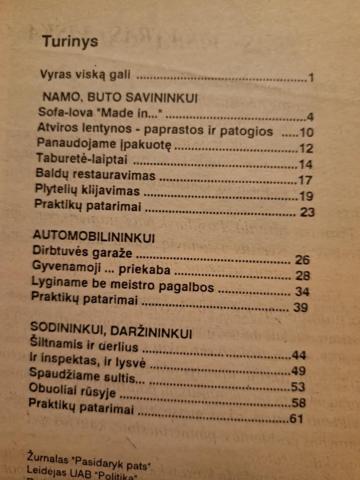 Turinys
Vyras viską gali ........................ 1
NAMO, BUTO SAVININKUI
Sofa-lova "Made in..." ........................ 4
Atviros lentynos - paprastos ir patogios ..... 10
Panaudojame įpakuotę ........................ 12
Taburetė-laiptai ........................ 14
Baldų restauravimas ........................ 17
Plytelių klijavimas ........................ 19
Praktikų patarimai ........................ 23
AUTOMOBILININKUI
Dirbtuvės garaže ........................ 26
Gyvenamoji ... priekaba ........................ 28
Lyginame be meistro pagalbos ........................ 34
Praktikų patarimai ........................ 39
SODININKUI, DARŽININKUI
Šiltnamis ir derlius ........................ 44
Ir inspektas, ir lysvė ........................ 49
Spaudžiame sultis... ........................ 53
Obuoliai rūsyje ........................ 58
Praktikų patarimai ........................ 61
Žurnalas "Pasidaryk pats"
Leidėjas UAB "Politika"